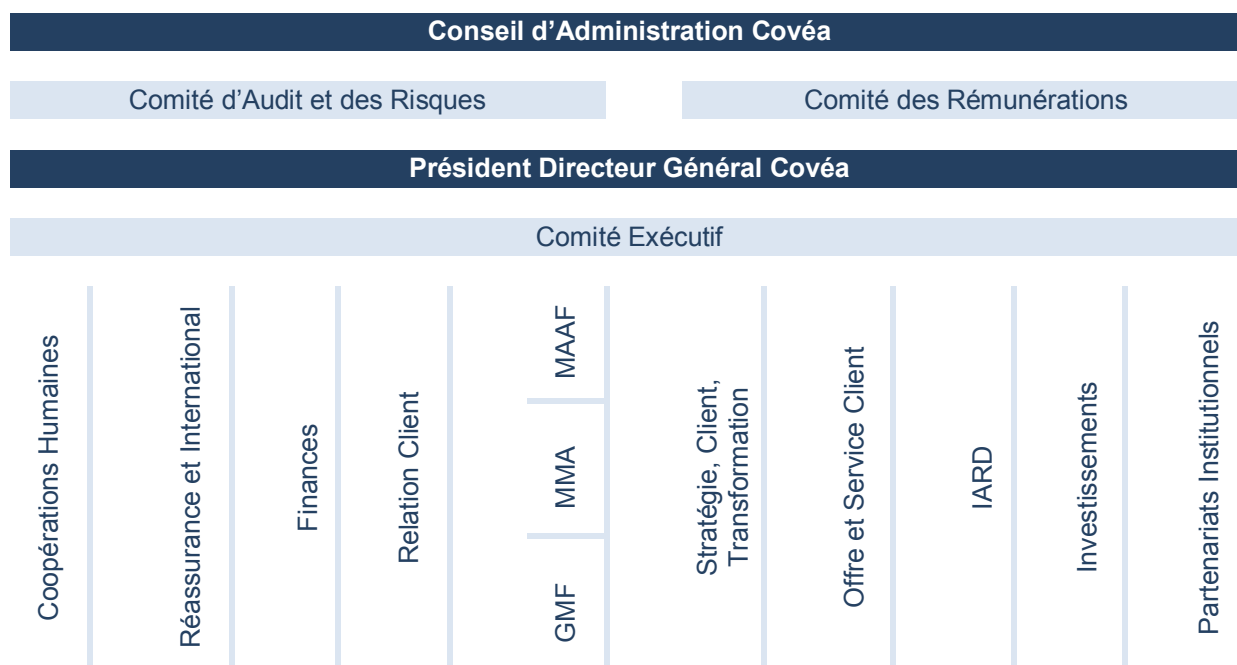 Conseil d’Administration Covéa
Comité d’Audit et des Risques
Comité des Rémunérations
Président Directeur Général Covéa
Comité Exécutif
Coopérations Humaines
Réassurance et International
Finances
Relation Client
MAAF
MMA
GMF
Stratégie, Client,
Transformation
Offre et Service Client
IARD
Investissements
Partenariats Institutionnels